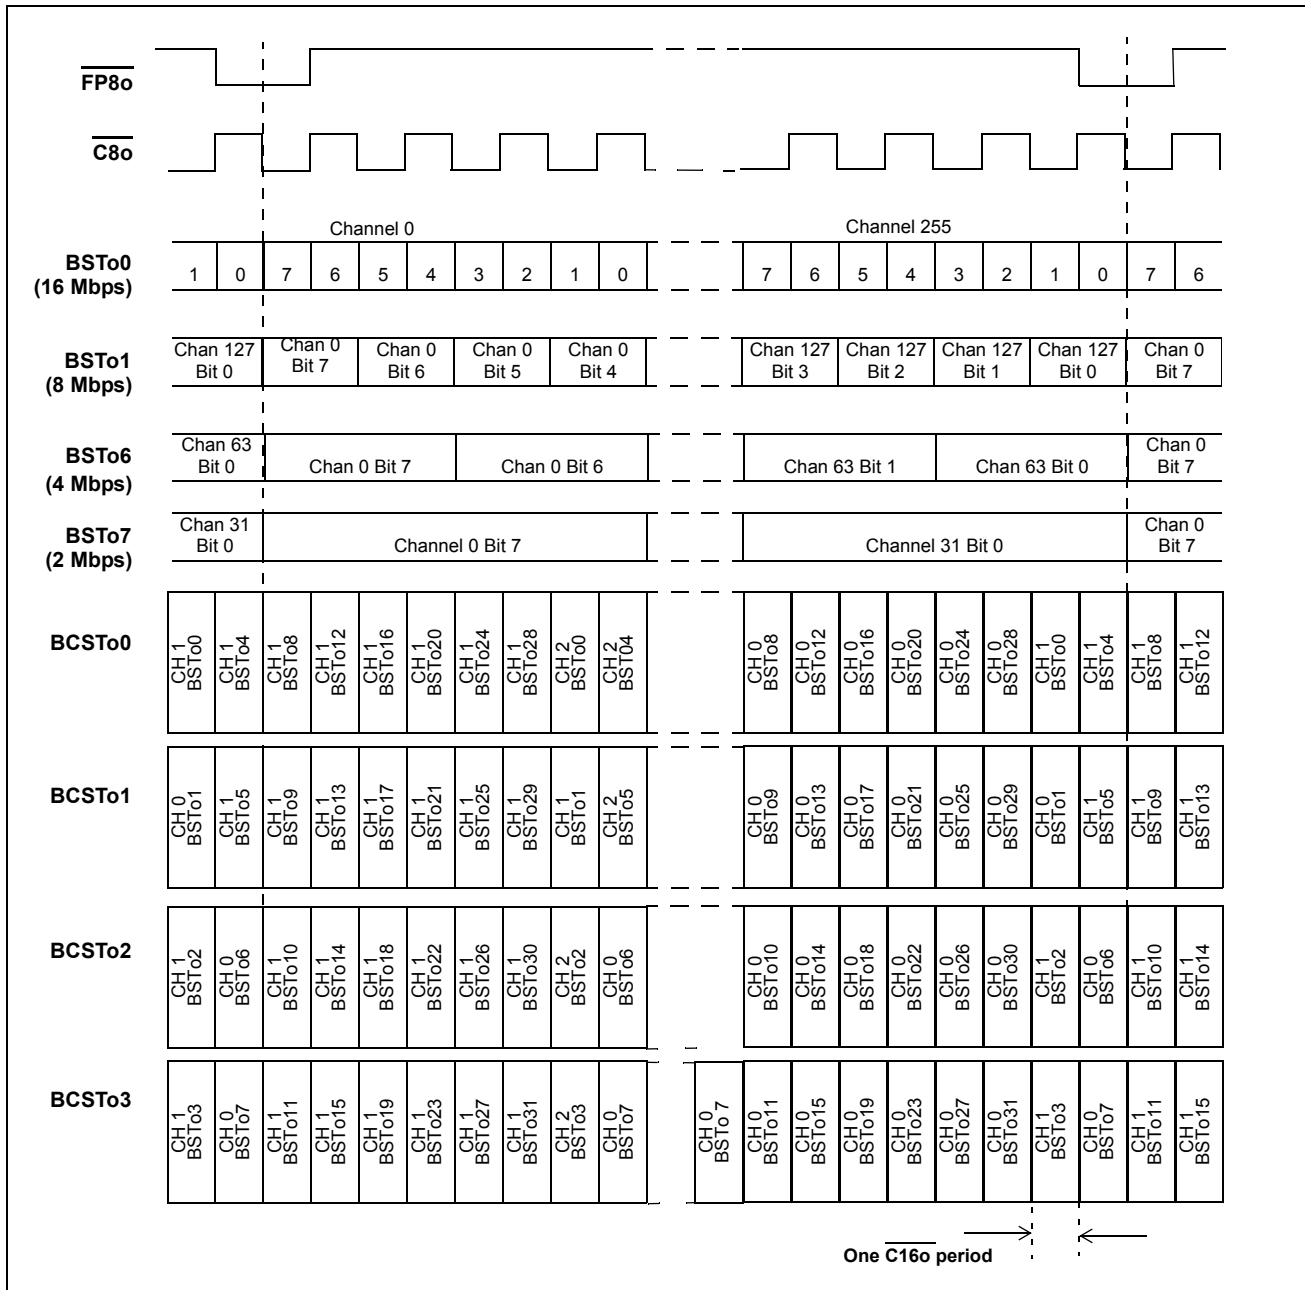 FP8o
C8o
Channel 0
Channel 255
BSTo0
(16 Mbps)
1 0 7 6 5 4 3 2 1 0 7 6 5 4 3 2 1 0 7 6
BSTo1
(8 Mbps)
Chan 127 Bit 0
Chan 0 Bit 7
Chan 0 Bit 6
Chan 0 Bit 5
Chan 0 Bit 4
Chan 127 Bit 3
Chan 127 Bit 2
Chan 127 Bit 1
Chan 127 Bit 0
Chan 0 Bit 7
BSTo6
(4 Mbps)
Chan 63 Bit 0
Chan 0 Bit 7
Chan 0 Bit 6
Chan 63 Bit 1
Chan 63 Bit 0
Chan 0 Bit 7
BSTo7
(2 Mbps)
Chan 31 Bit 0
Channel 0 Bit 7
Channel 31 Bit 0
Chan 0 Bit 7
BCSTo0
CH 1 BSTo0
CH 1 BSTo4
CH 1 BSTo8
CH 1 BSTo12
CH 1 BSTo16
CH 1 BSTo20
CH 1 BSTo24
CH 1 BSTo28
CH 2 BSTo0
CH 2 BST04
CH 0 BSTo8
CH 0 BSTo12
CH 0 BSTo16
CH 0 BSTo20
CH 0 BSTo24
CH 0 BSTo28
CH 1 BSTo0
CH 1 BSTo4
CH 1 BSTo8
CH 1 BSTo12
BCSTo1
CH 0 BSTo1
CH 1 BSTo5
CH 1 BSTo9
CH 1 BSTo13
CH 1 BSTo17
CH 1 BSTo21
CH 1 BSTo25
CH 1 BSTo29
CH 1 BSTo1
CH 2 BSTo5
CH 0 BSTo9
CH 0 BSTo13
CH 0 BSTo17
CH 0 BSTo21
CH 0 BSTo25
CH 0 BSTo29
CH 0 BSTo1
CH 1 BSTo5
CH 1 BSTo9
CH 1 BSTo13
BCSTo2
CH 1 BSTo2
CH 0 BSTo6
CH 1 BSTo10
CH 1 BSTo14
CH 1 BSTo18
CH 1 BSTo22
CH 1 BSTo26
CH 1 BSTo30
CH 2 BSTo2
CH 0 BSTo6
CH 0 BSTo10
CH 0 BSTo14
CH 0 BSTo18
CH 0 BSTo22
CH 0 BSTo26
CH 0 BSTo30
CH 1 BSTo2
CH 0 BSTo6
CH 1 BSTo10
CH 1 BSTo14
BCSTo3
CH 1 BSTo3
CH 0 BSTo7
CH 1 BSTo11
CH 1 BSTo15
CH 1 BSTo19
CH 1 BSTo23
CH 1 BSTo27
CH 1 BSTo31
CH 2 BSTo3
CH 0 BSTo7
CH 0 BSTo 7
CH 0 BSTo11
CH 0 BSTo15
CH 0 BSTo19
CH 0 BSTo23
CH 0 BSTo27
CH 0 BSTo31
CH 1 BSTo3
CH 0 BSTo7
CH 1 BSTo11
CH 1 BSTo15
One C16o period